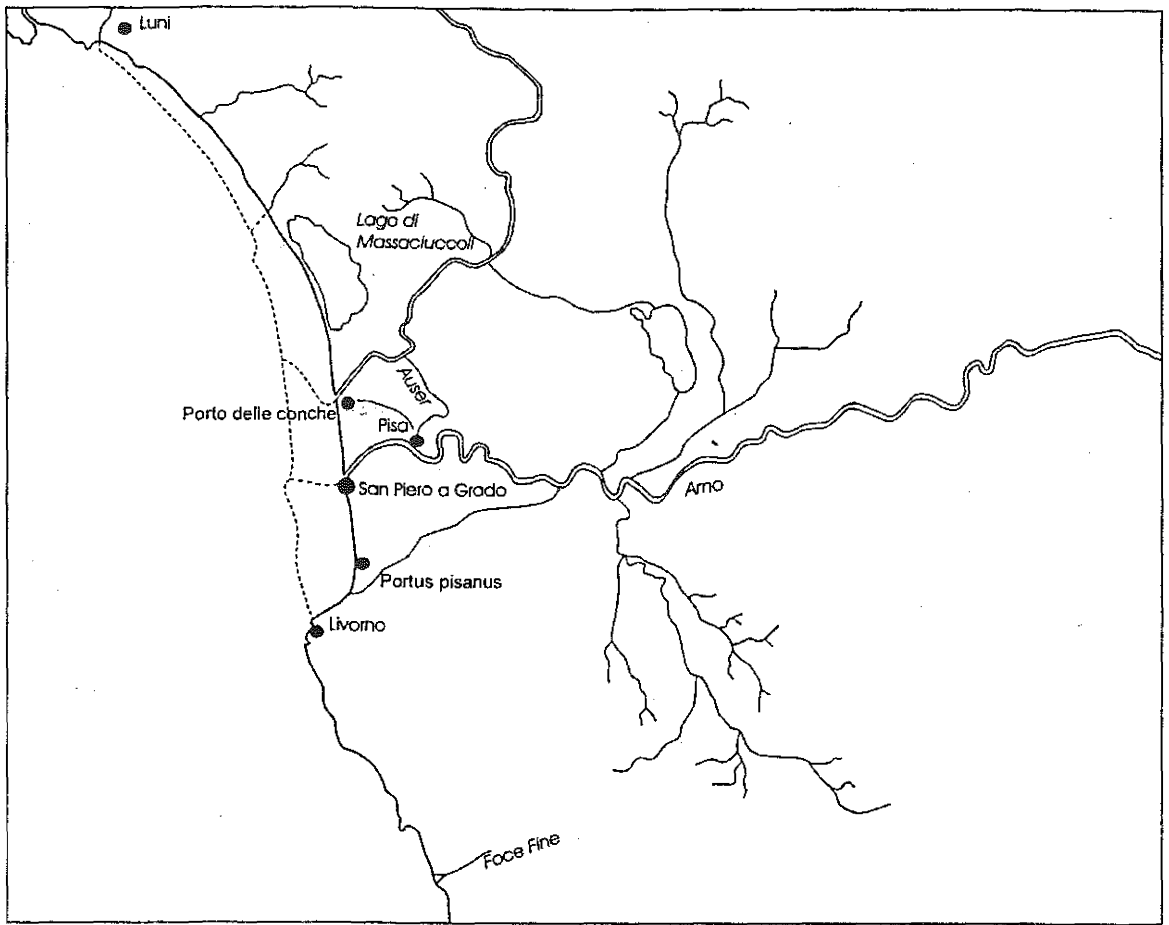 Luni
Lago di
Massaciuccoli
Auser
Porto delle conche
Pisa
San Piero a Grado
Arno
Portus pisanus
Livorno
Foce Fine